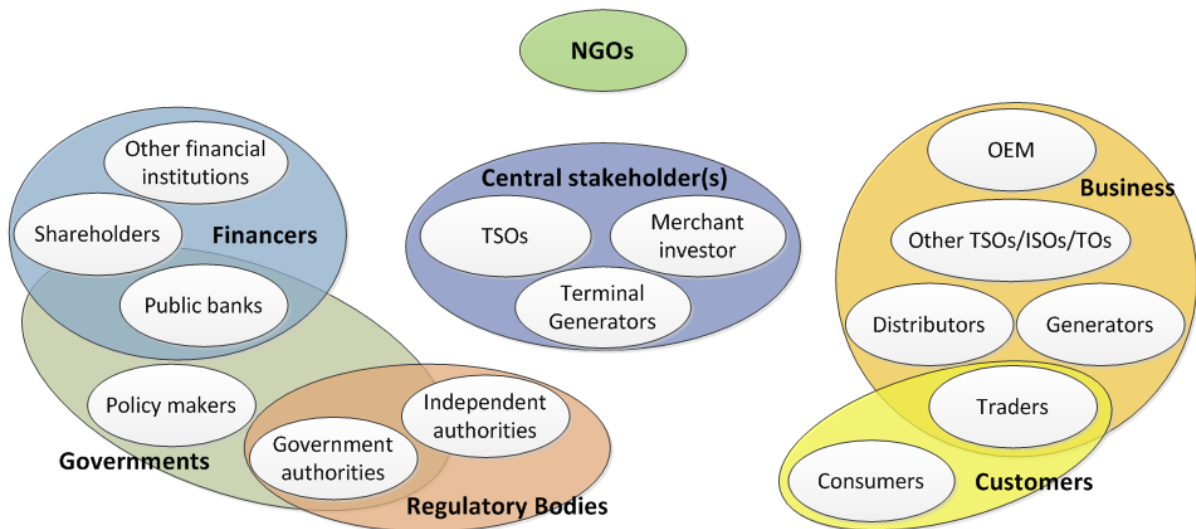 NGOs
Other financial
institutions
Shareholders
Financers
Public banks
Policy makers
Governments
Government
authorities
Independent
authorities
Regulatory Bodies
Central stakeholder(s)
TSOs
Merchant
investor
Terminal
Generators
OEM
Business
Other TSOs/ISOs/TOs
Distributors
Generators
Traders
Consumers
Customers